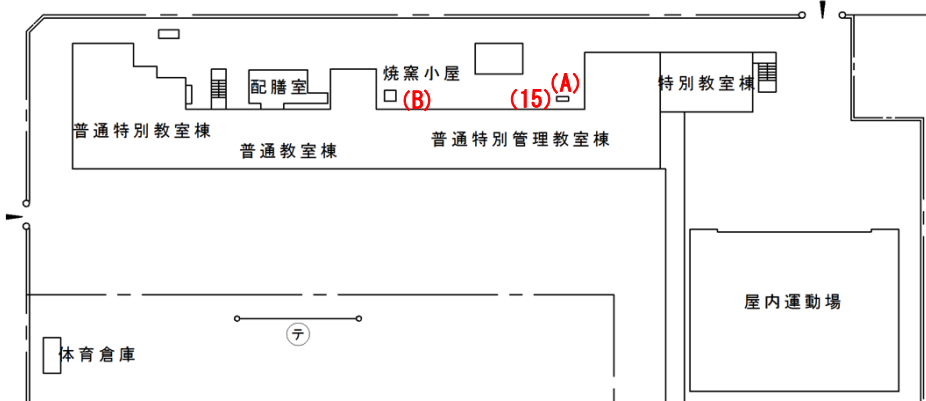 焼窯小屋
(A)
配膳室
(B)
(15)
特別教室棟
普通特別教室棟
普通教室棟
普通特別管理教室棟
屋内運動場
テ
体育倉庫